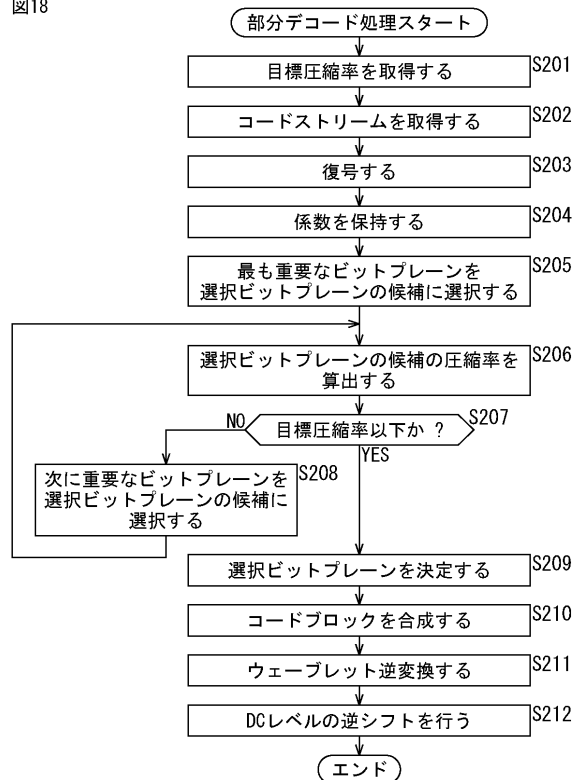 図18
部分デコード処理スタート
目標圧縮率を取得する
S201
コードストリームを取得する
S202
復号する
S203
係数を保持する
S204
最も重要なビットプレーンを
選択ビットプレーンの候補に選択する
S205
選択ビットプレーンの候補の圧縮率を
算出する
S206
目標圧縮率以下か ?
S207
NO
YES
次に重要なビットプレーンを
選択ビットプレーンの候補に
選択する
S208
選択ビットプレーンを決定する
S209
コードブロックを合成する
S210
ウェーブレット逆変換する
S211
DCレベルの逆シフトを行う
S212
エンド